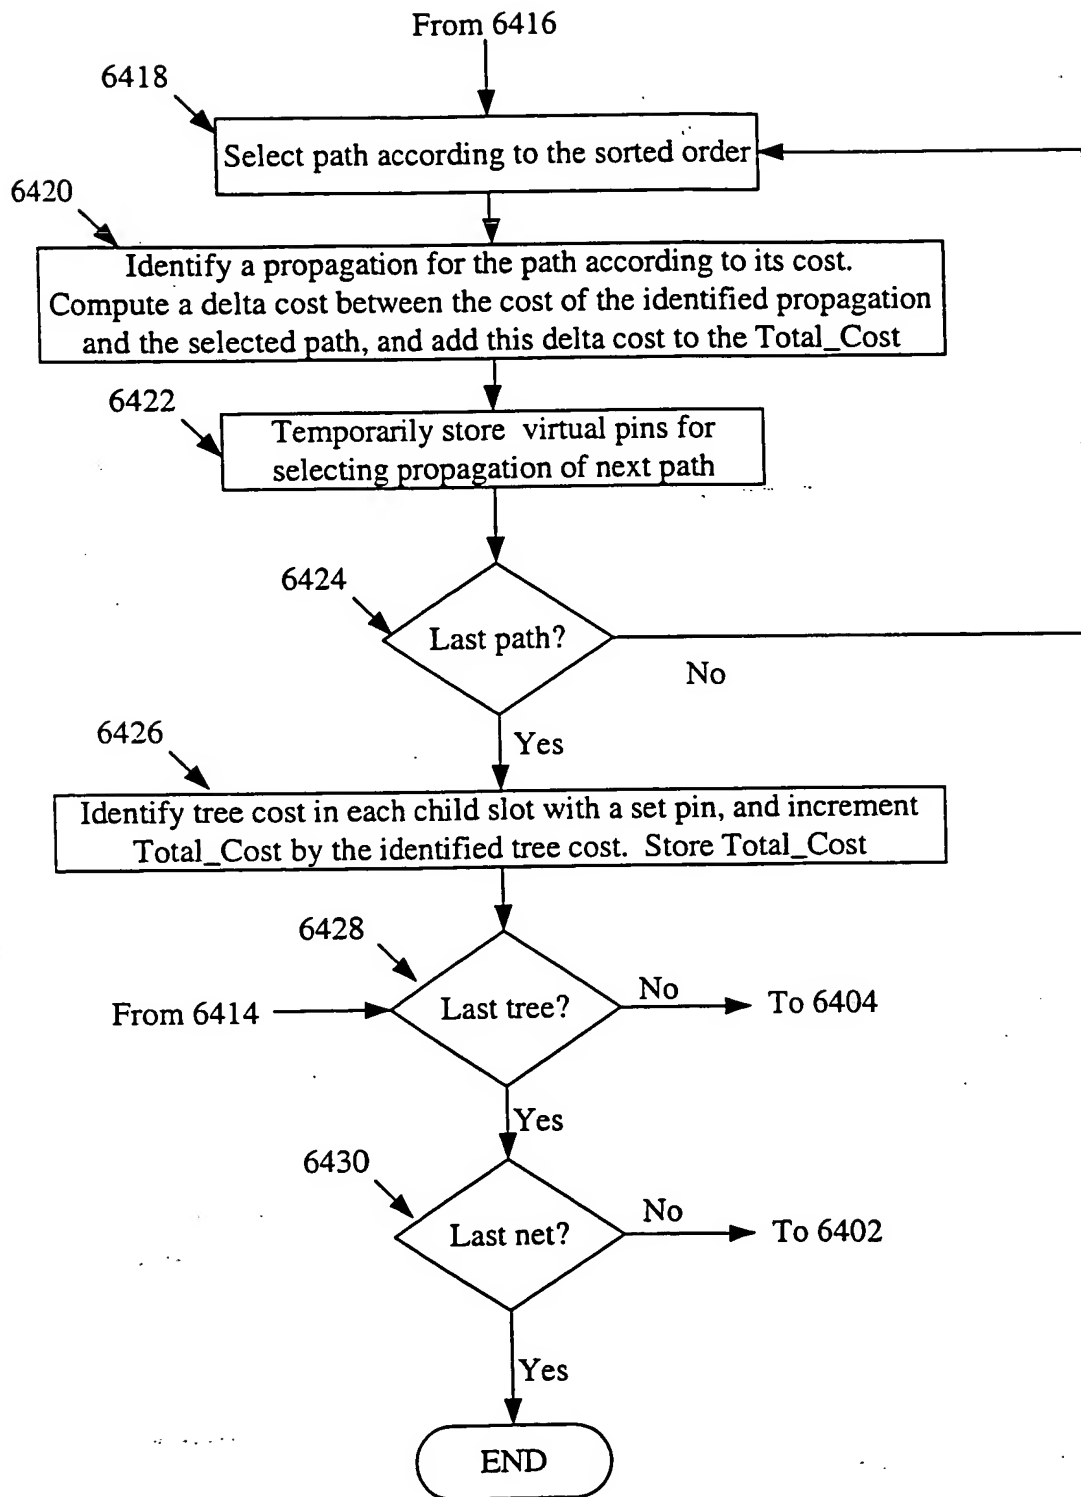 From 6416
6418
Select path according to the sorted order
6420
Identify a propagation for the path according to its cost.
Compute a delta cost between the cost of the identified propagation
and the selected path, and add this delta cost to the Total_Cost
6422
Temporarily store virtual pins for
selecting propagation of next path
6424
Last path?
No
Yes
6426
Identify tree cost in each child slot with a set pin, and increment
Total_Cost by the identified tree cost. Store Total_Cost
6428
From 6414
Last tree?
No
To 6404
Yes
6430
Last net?
No
To 6402
Yes
END